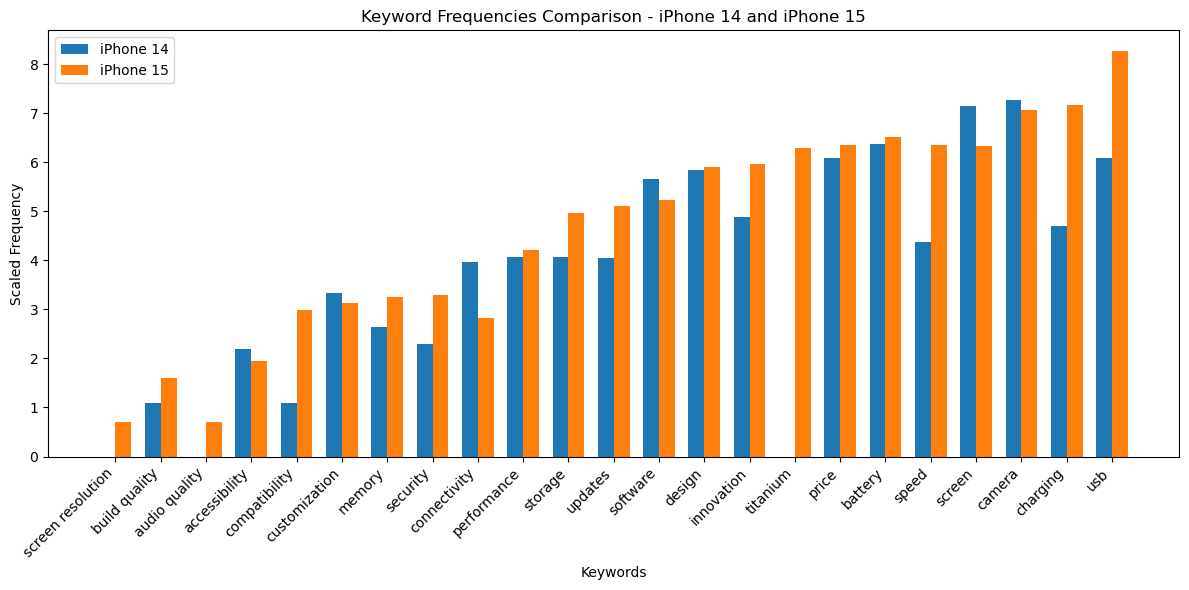 Keyword Frequencies Comparison - iPhone 14 and iPhone 15
iPhone 14
iPhone 15
Scaled Frequency
8
7
6
5
4
3
2
1
0
screen resolution
build quality
audio quality
accessibility
compatibility
customization
memory
security
connectivity
performance
storage
updates
software
design
innovation
titanium
price
battery
speed
screen
camera
charging
usb
Keywords